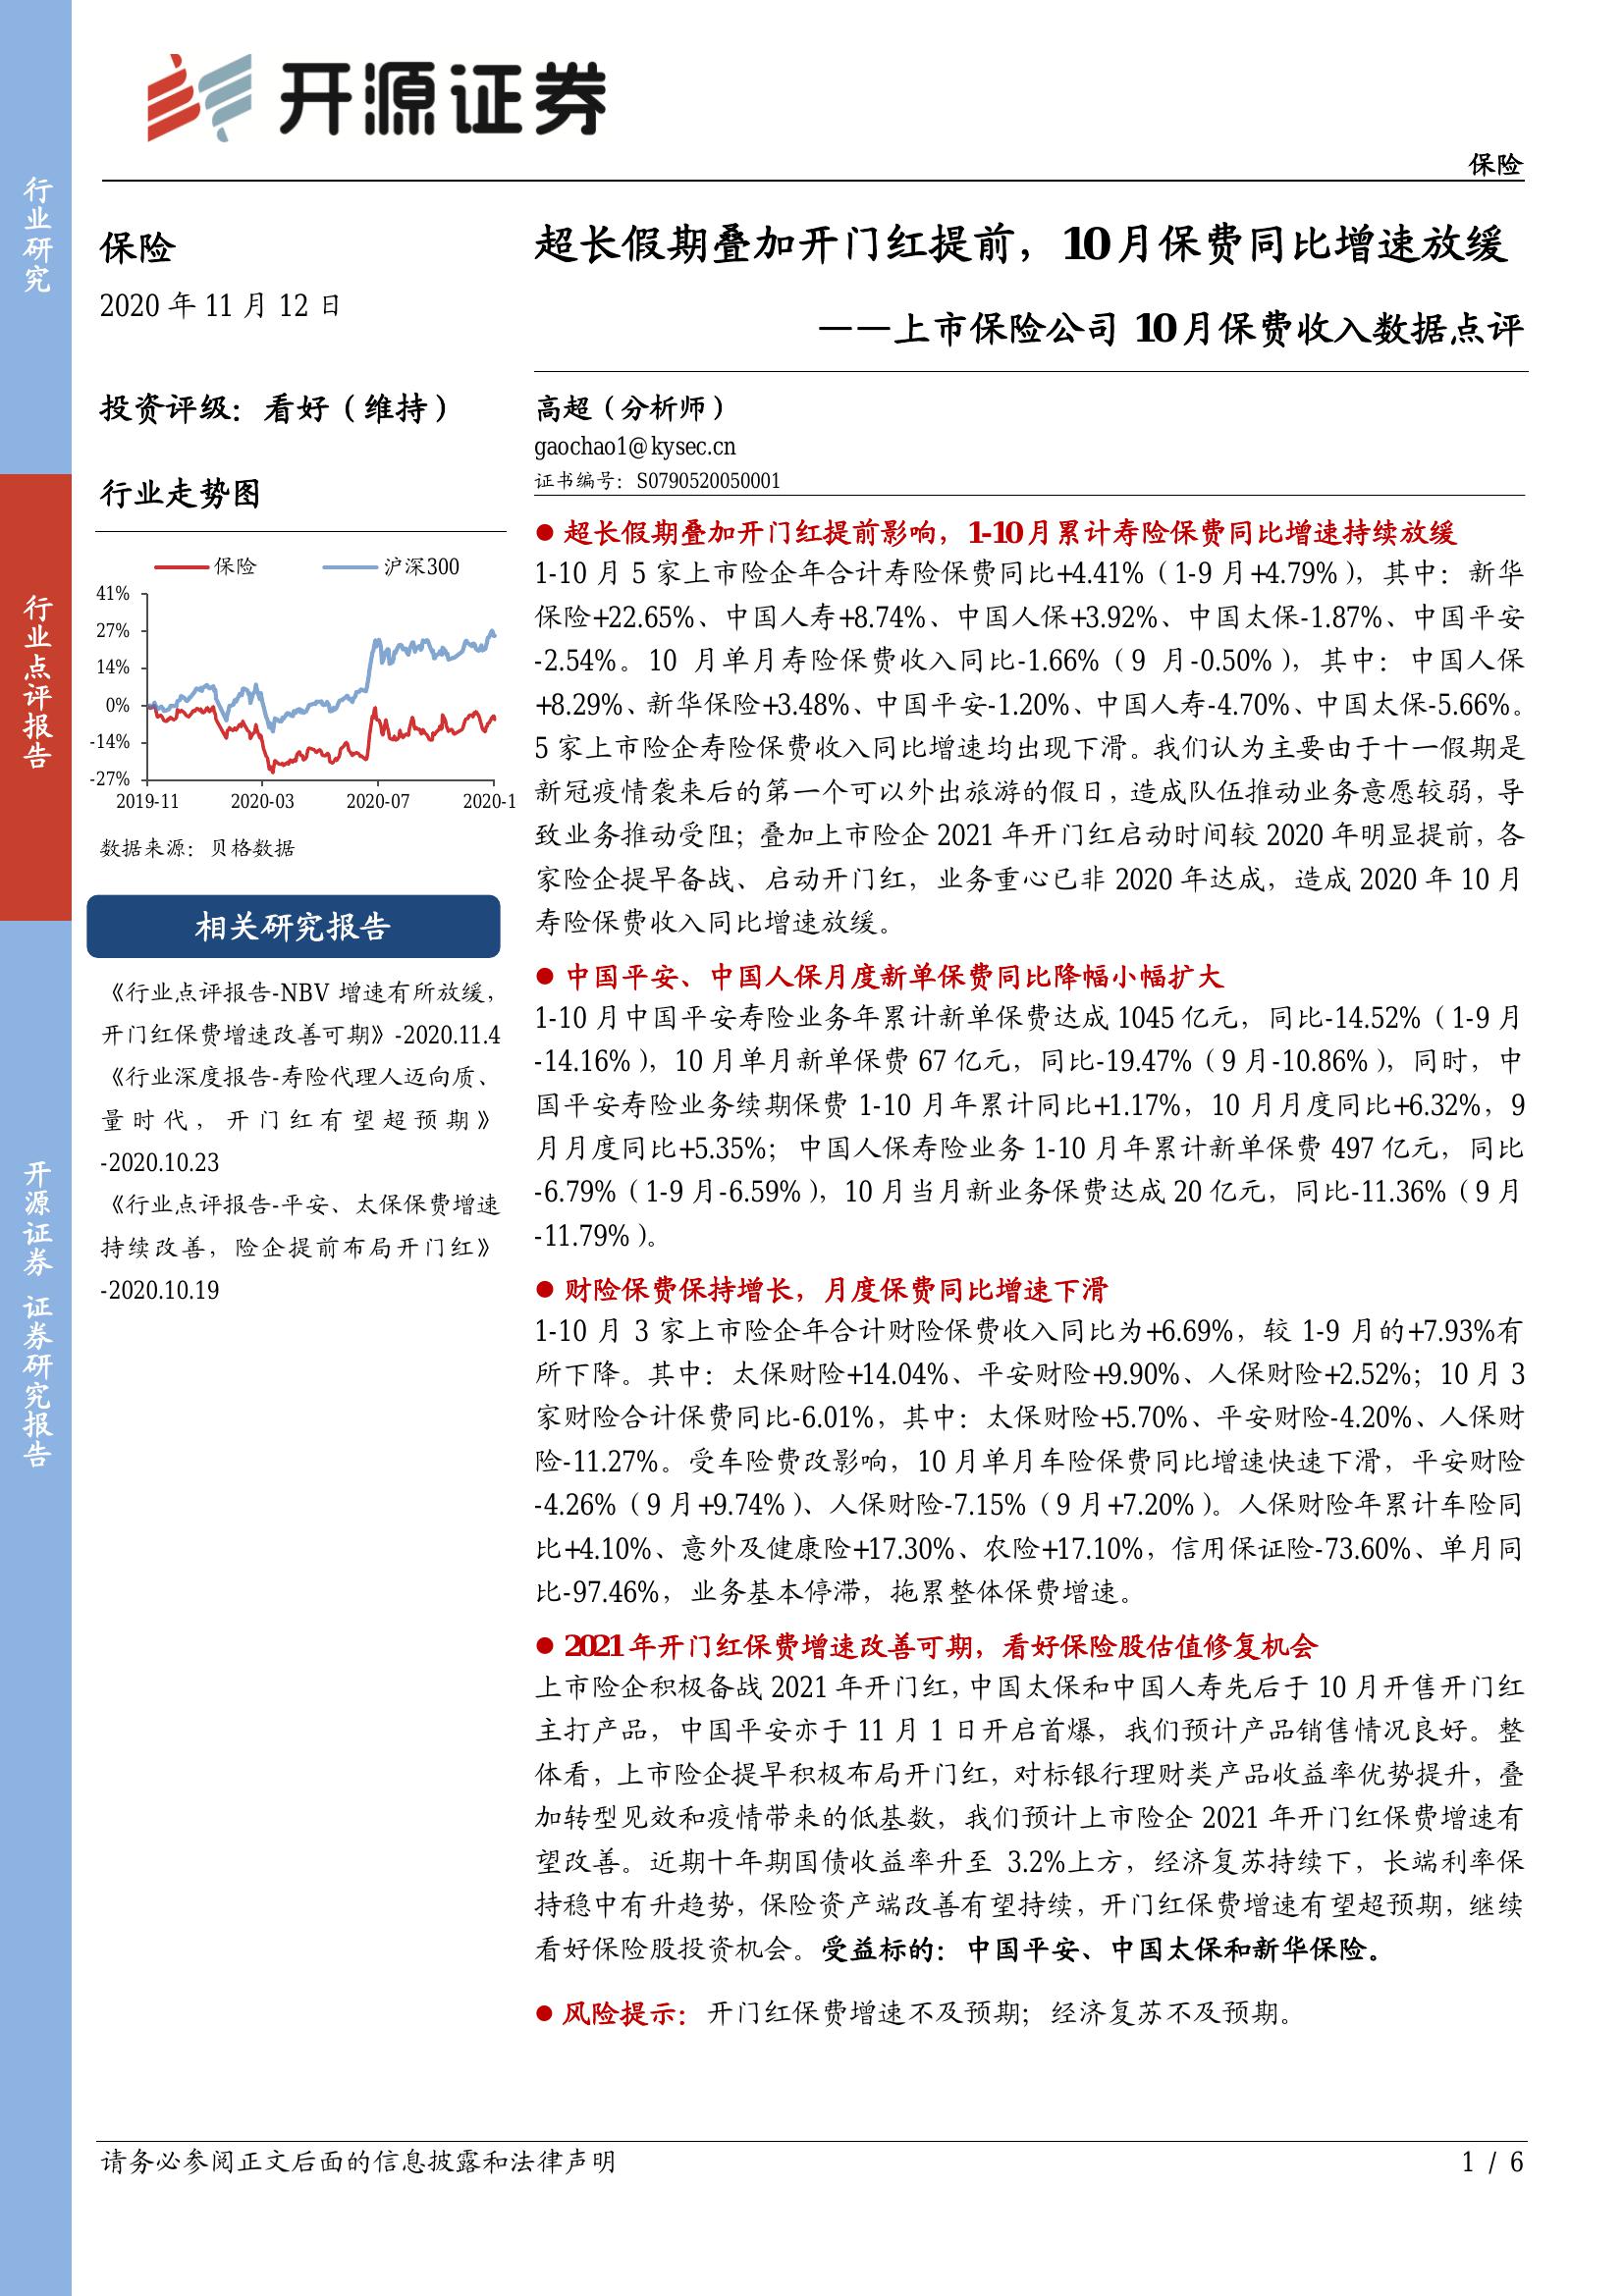 开源证券
保险
行业研究
行业点评报告
开源证券 证券研究报告
保险
2020 年 11 月 12 日
投资评级：看好（维持）
行业走势图
保险 沪深300
41%
27%
14%
0%
-14%
-27%
2019-11 2020-03 2020-07 2020-1
数据来源：贝格数据
相关研究报告
《行业点评报告-NBV 增速有所放缓，
开门红保费增速改善可期》-2020.11.4
《行业深度报告-寿险代理人迈向质、
量时代，开门红有望超预期》
-2020.10.23
《行业点评报告-平安、太保保费增速
持续改善，险企提前布局开门红》
-2020.10.19
超长假期叠加开门红提前，10 月保费同比增速放缓
——上市保险公司 10 月保费收入数据点评
高超（分析师）
gaochao1@kysec.cn
证书编号：S0790520050001
● 超长假期叠加开门红提前影响，1-10 月累计寿险保费同比增速持续放缓
1-10 月 5 家上市险企年合计寿险保费同比+4.41%（1-9 月+4.79%），其中：新华
保险+22.65%、中国人寿+8.74%、中国人保+3.92%、中国太保-1.87%、中国平安
-2.54%。10 月单月寿险保费收入同比-1.66%（9 月-0.50%），其中：中国人保
+8.29%、新华保险+3.48%、中国平安-1.20%、中国人寿-4.70%、中国太保-5.66%。
5 家上市险企寿险保费收入同比增速均出现下滑。我们认为主要由于十一假期是
新冠疫情袭来后的第一个可以外出旅游的假日，造成队伍推动业务意愿较弱，导
致业务推动受阻；叠加上市险企 2021 年开门红启动时间较 2020 年明显提前，各
家险企提早备战、启动开门红，业务重心已非 2020 年达成，造成 2020 年 10 月
寿险保费收入同比增速放缓。
● 中国平安、中国人保月度新单保费同比降幅小幅扩大
1-10 月中国平安寿险业务年累计新单保费达成 1045 亿元，同比-14.52%（1-9 月
-14.16%），10 月单月新单保费 67 亿元，同比-19.47%（9 月-10.86%），同时，中
国平安寿险业务续期保费 1-10 月年累计同比+1.17%，10 月月度同比+6.32%，9
月月度同比+5.35%；中国人保寿险业务 1-10 月年累计新单保费 497 亿元，同比
-6.79%（1-9 月-6.59%），10 月当月新业务保费达成 20 亿元，同比-11.36%（9 月
-11.79%）。
● 财险保费保持增长，月度保费同比增速下滑
1-10 月 3 家上市险企年合计财险保费收入同比为+6.69%，较 1-9 月的+7.93%有
所下降。其中：太保财险+14.04%、平安财险+9.90%、人保财险+2.52%；10 月 3
家财险合计保费同比-6.01%，其中：太保财险+5.70%、平安财险-4.20%、人保财
险-11.27%。受车险费改影响，10 月单月车险保费同比增速快速下滑，平安财险
-4.26%（9 月+9.74%）、人保财险-7.15%（9 月+7.20%）。人保财险年累计车险同
比+4.10%、意外及健康险+17.30%、农险+17.10%，信用保证险-73.60%、单月同
比-97.46%，业务基本停滞，拖累整体保费增速。
● 2021 年开门红保费增速改善可期，看好保险股估值修复机会
上市险企积极备战 2021 年开门红，中国太保和中国人寿先后于 10 月开售开门红
主打产品，中国平安亦于 11 月 1 日开启首爆，我们预计产品销售情况良好。整
体看，上市险企提早积极布局开门红，对标银行理财类产品收益率优势提升，叠
加转型见效和疫情带来的低基数，我们预计上市险企 2021 年开门红保费增速有
望改善。近期十年期国债收益率升至 3.2%上方，经济复苏持续下，长端利率保
持稳中有升趋势，保险资产端改善有望持续，开门红保费增速有望超预期，继续
看好保险股投资机会。受益标的：中国平安、中国太保和新华保险。
● 风险提示：开门红保费增速不及预期；经济复苏不及预期。
请务必参阅正文后面的信息披露和法律声明
1 / 6